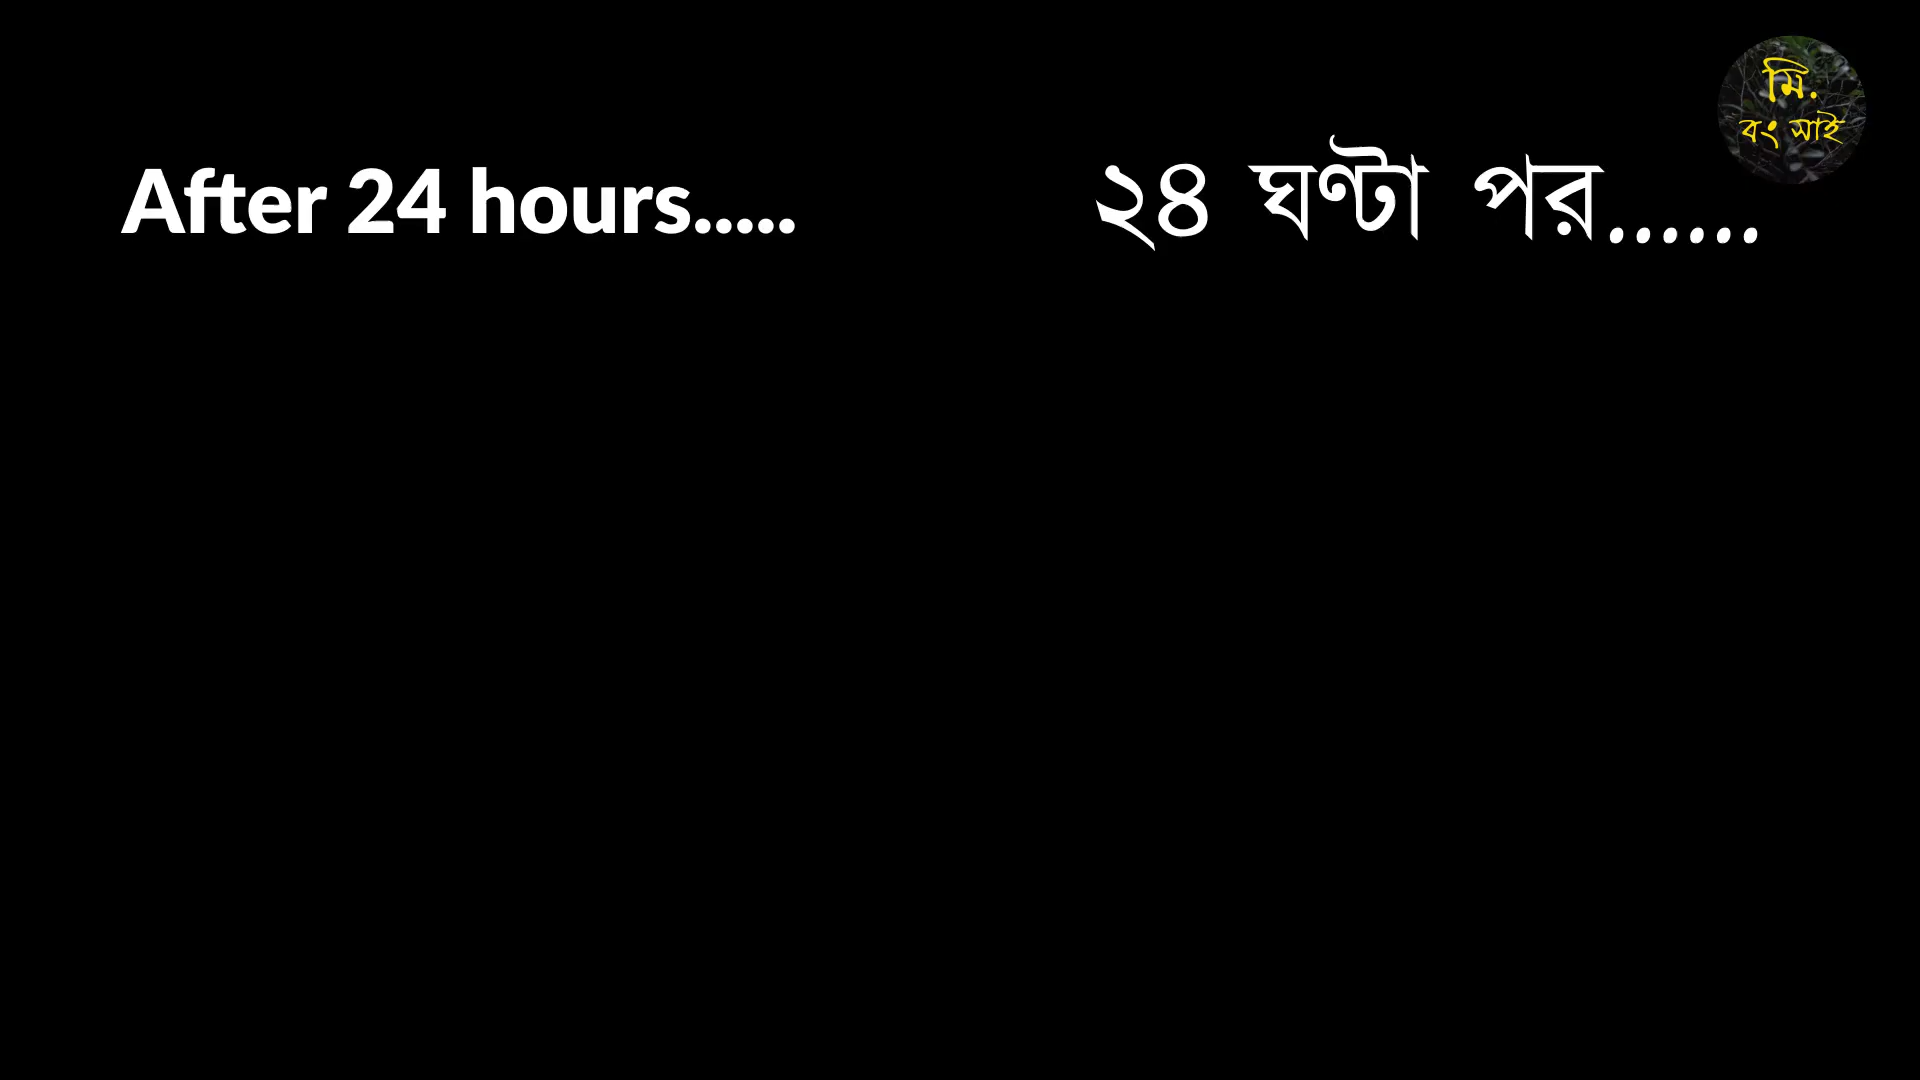 After 24 hours.....
২৪ ঘণ্টা পর......
মি.
বং সাই